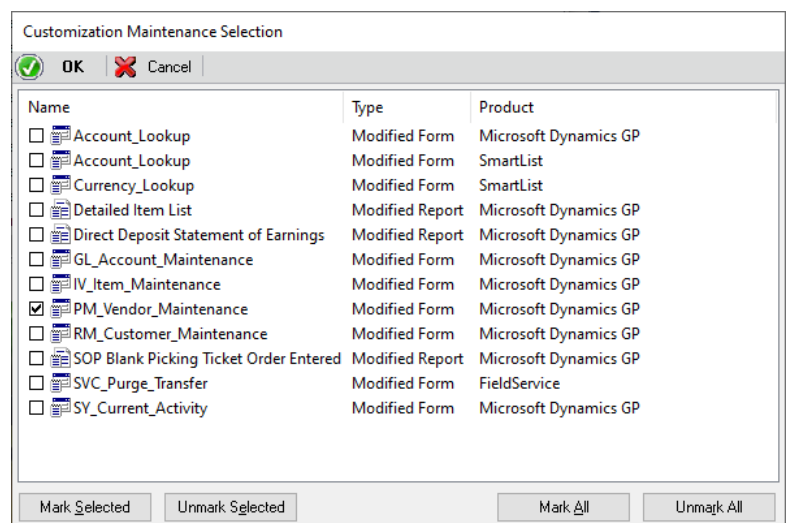 Customization Maintenance Selection
OK Cancel
Name Type Product
Account_Lookup Modified Form Microsoft Dynamics GP
Account_Lookup Modified Form SmartList
Currency_Lookup Modified Form SmartList
Detailed Item List Modified Report Microsoft Dynamics GP
Direct Deposit Statement of Earnings Modified Report Microsoft Dynamics GP
GL_Account_Maintenance Modified Form Microsoft Dynamics GP
IV_Item_Maintenance Modified Form Microsoft Dynamics GP
PM_Vendor_Maintenance Modified Form Microsoft Dynamics GP
RM_Customer_Maintenance Modified Form Microsoft Dynamics GP
SOP Blank Picking Ticket Order Entered Modified Report Microsoft Dynamics GP
SVC_Purge_Transfer Modified Form FieldService
SY_Current_Activity Modified Form Microsoft Dynamics GP
Mark Selected Unmark Selected Mark All Unmark All